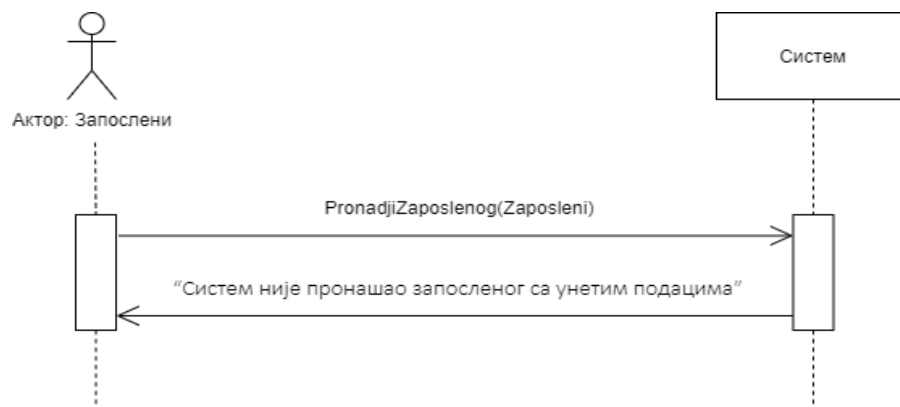 Систем
Актор: Запослени
PronadjiZaposlenog(Zaposleni)
“Систем није пронашао запосленог са унетим подацима”